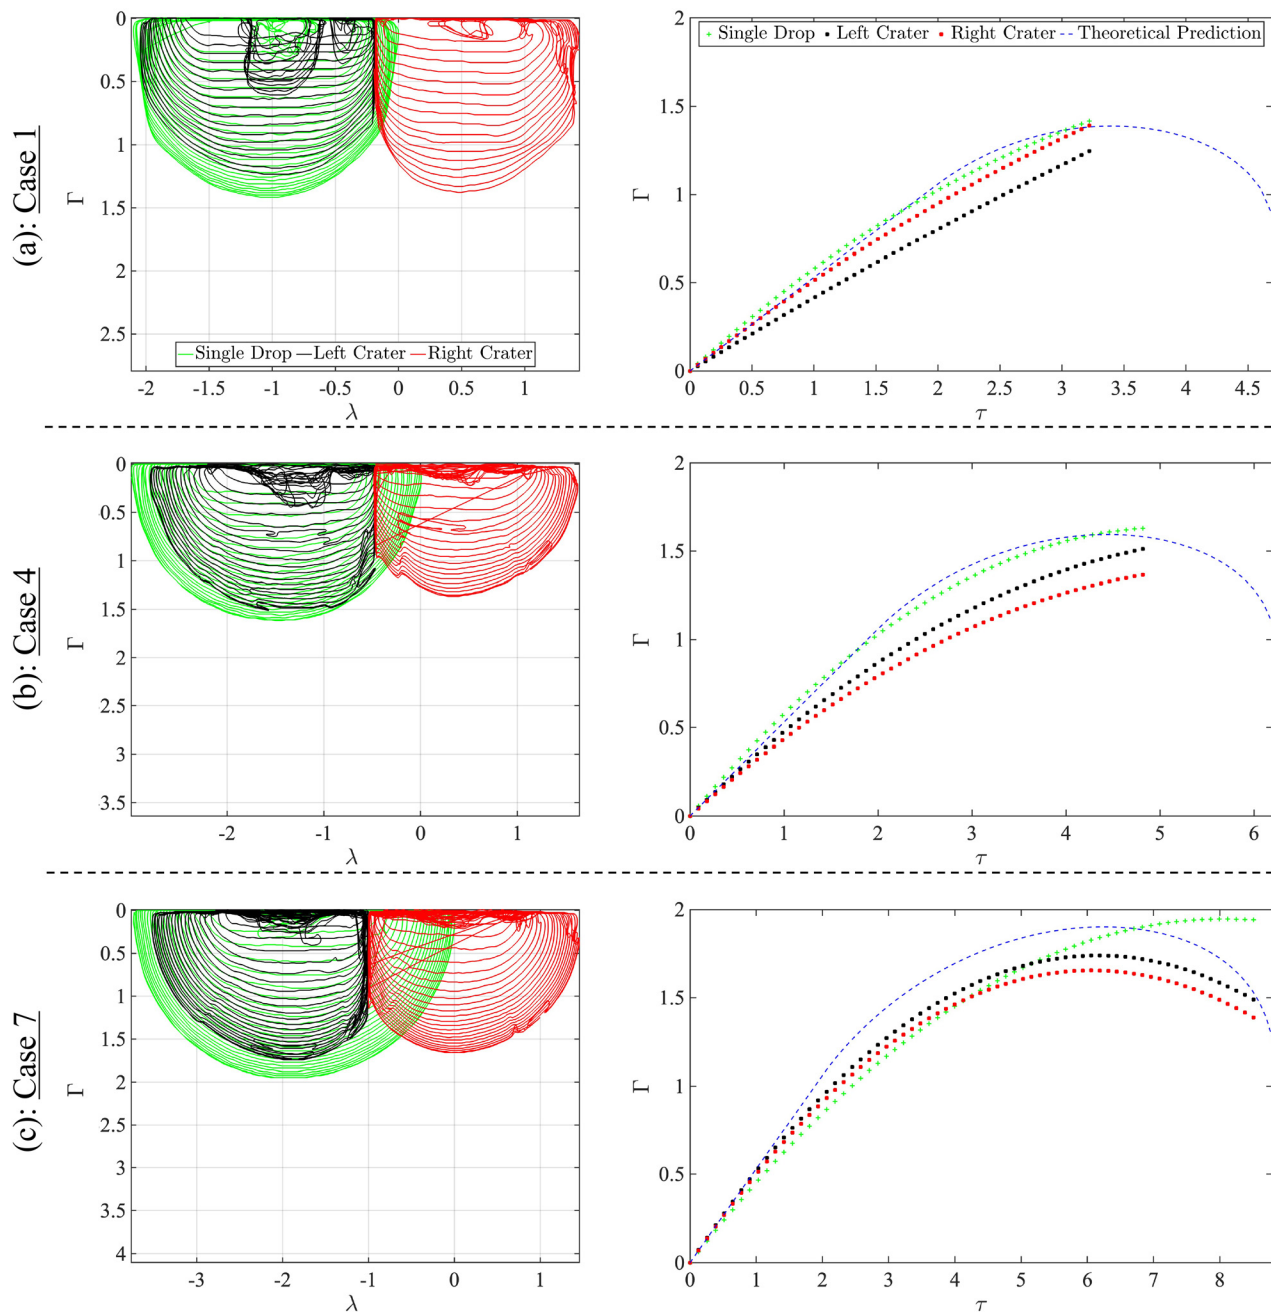 (a): Case 1
0
0.5
1
1.5
2
2.5
Γ
Single Drop Left Crater Right Crater
-2 -1.5 -1 -0.5 0 0.5 1
λ
2
1.5
1
0.5
0
Γ
Single Drop Left Crater Right Crater Theoretical Prediction
0 0.5 1 1.5 2 2.5 3 3.5 4 4.5
τ
(b): Case 4
0
0.5
1
1.5
2
2.5
3
3.5
Γ
-2 -1 0 1
λ
2
1.5
1
0.5
0
Γ
0 1 2 3 4 5 6
τ
(c): Case 7
0
0.5
1
1.5
2
2.5
3
3.5
4
Γ
-3 -2 -1 0 1
λ
2
1.5
1
0.5
0
Γ
0 1 2 3 4 5 6 7 8
τ